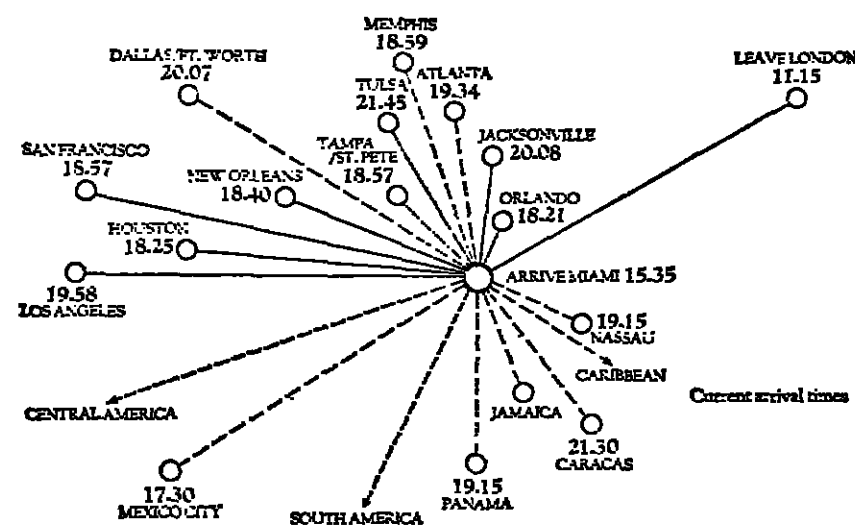 MEMPHIS
18.59
DALLAS/FT. WORTH
20.07
LEAVE LONDON
11.15
ATLANTA
19.34
TULSA
21.45
JACKSONVILLE
20.08
TAMPA
/ST. PETE
18.57
SAN FRANCISCO
18.57
NEW ORLEANS
18.40
ORLANDO
18.21
HOUSTON
18.25
ARRIVE MIAMI 15.35
19.58
LOS ANGELES
19.15
NASSAU
CARIBBEAN
Current arrival times
CENTRAL AMERICA
JAMAICA
21.30
CARACAS
17.30
MEXICO CITY
19.15
PANAMA
SOUTH AMERICA